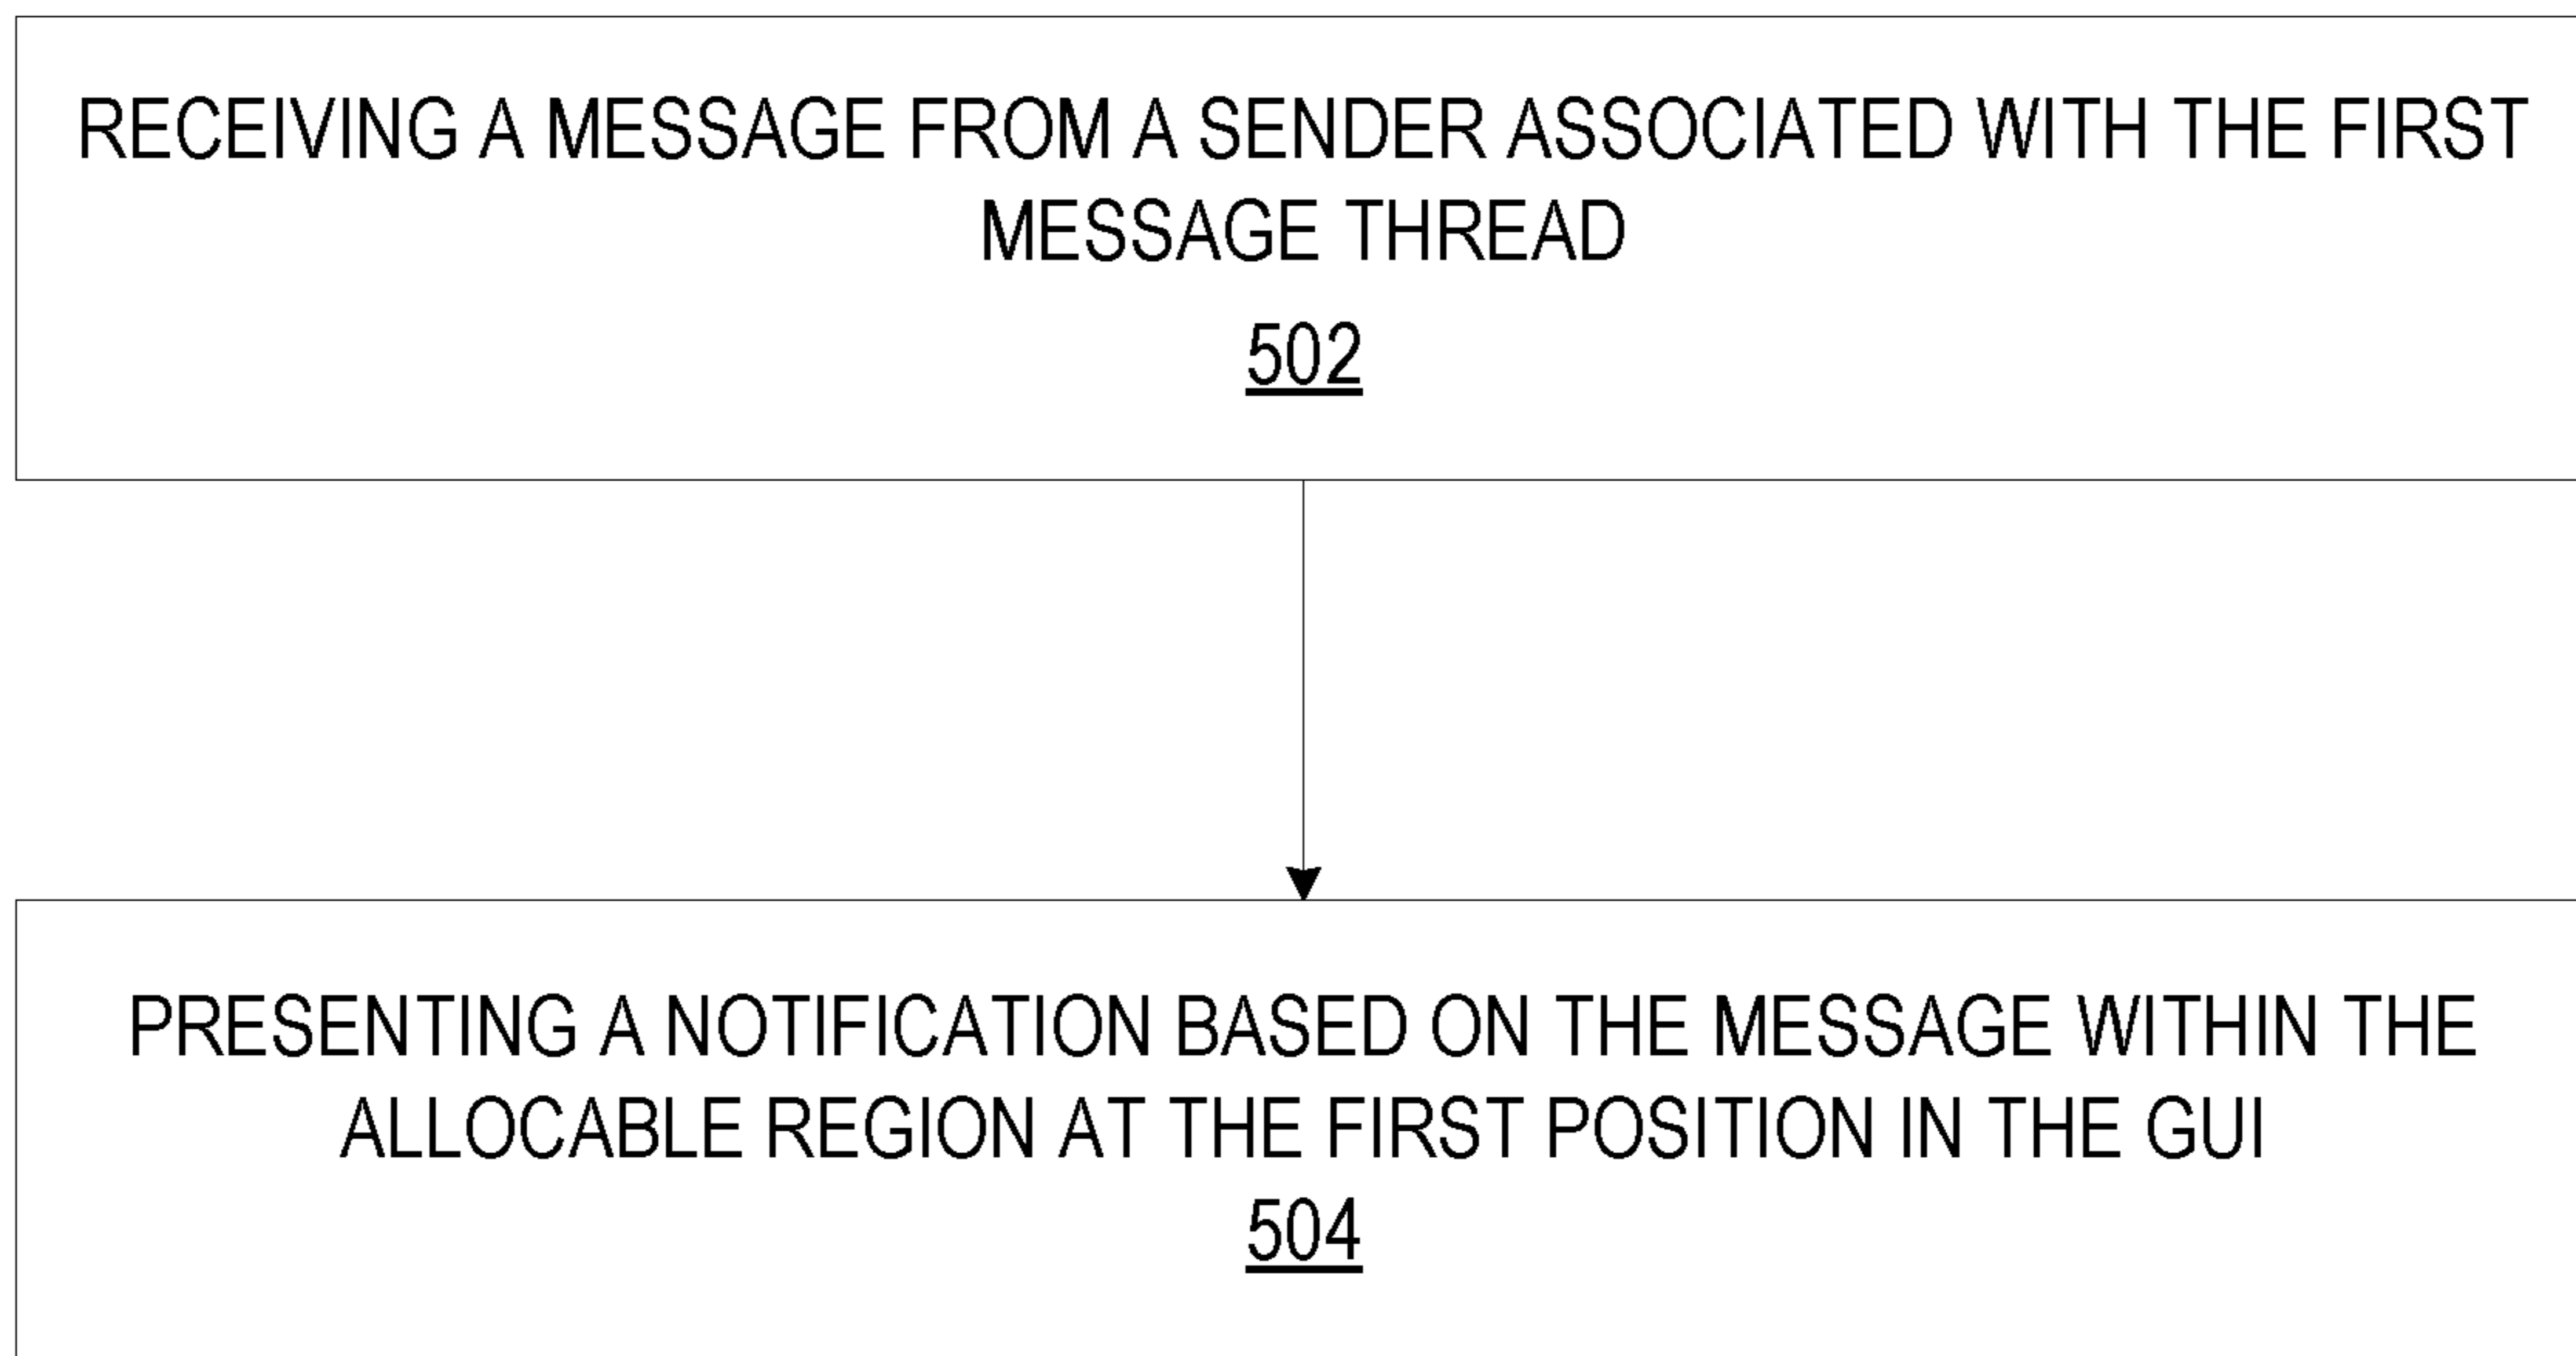 RECEIVING A MESSAGE FROM A SENDER ASSOCIATED WITH THE FIRST
MESSAGE THREAD
502
PRESENTING A NOTIFICATION BASED ON THE MESSAGE WITHIN THE
ALLOCABLE REGION AT THE FIRST POSITION IN THE GUI
504